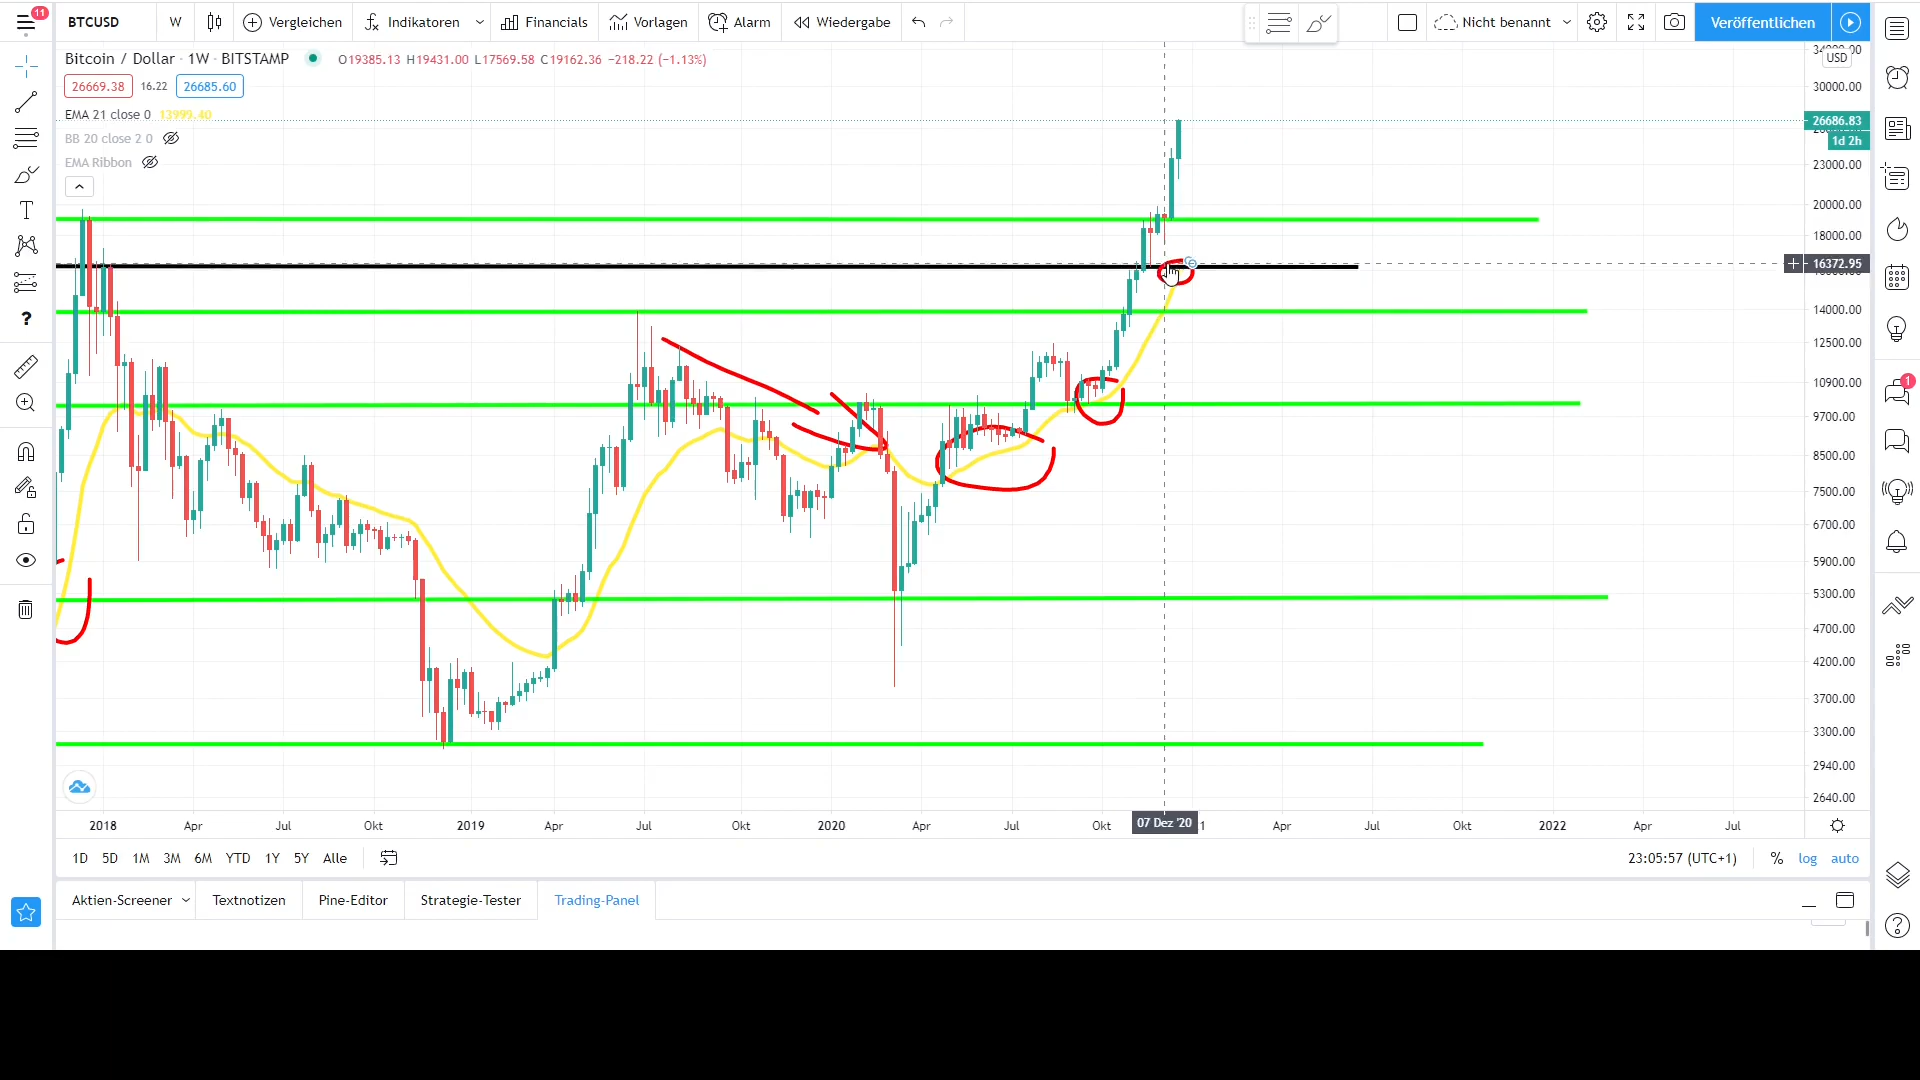 11
BTCUSD W Vergleichen Indikatoren Financials Vorlagen Alarm Wiedergabe Nicht benannt Veröffentlichen
Bitcoin / Dollar · 1W · BITSTAMP O19385.13 H19431.00 L17569.58 C19162.36 −218.22 (−1.13%)
26669.38 16.22 26685.60
EMA 21 close 0 13999.40
BB 20 close 2 0
EMA Ribbon
USD
30000.00
26686.83
1d 2h
23000.00
20000.00
18000.00
16372.95
14000.00
12500.00
10900.00
9700.00
8500.00
7500.00
6700.00
5900.00
5300.00
4700.00
4200.00
3700.00
3300.00
2940.00
2640.00
1
2018 Apr Jul Okt 2019 Apr Jul Okt 2020 Apr Jul Okt 07 Dez '20 1 Apr Jul Okt 2022 Apr Jul
1D 5D 1M 3M 6M YTD 1Y 5Y Alle 23:05:57 (UTC+1) % log auto
Aktien-Screener Textnotizen Pine-Editor Strategie-Tester Trading-Panel